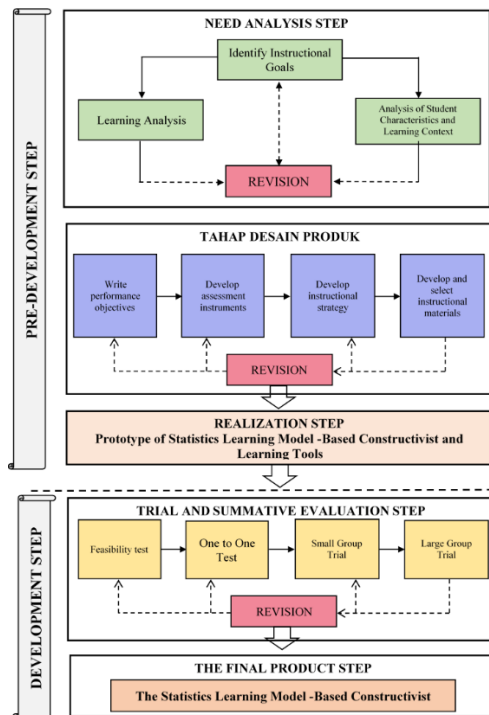 PRE-DEVELOPMENT STEP
NEED ANALYSIS STEP
Identify Instructional
Goals
Learning Analysis
Analysis of Student
Characteristics and
Learning Context
REVISION
TAHAP DESAIN PRODUK
Write
performance
objectives
Develop
assessment
instruments
Develop
instructional
strategy
Develop and
select
instructional
materials
REVISION
REALIZATION STEP
Prototype of Statistics Learning Model -Based Constructivist and
Learning Tools
DEVELOPMENT STEP
TRIAL AND SUMMATIVE EVALUATION STEP
Feasibility test
One to One
Test
Small Group
Trial
Large Group
Trial
REVISION
THE FINAL PRODUCT STEP
The Statistics Learning Model -Based Constructivist